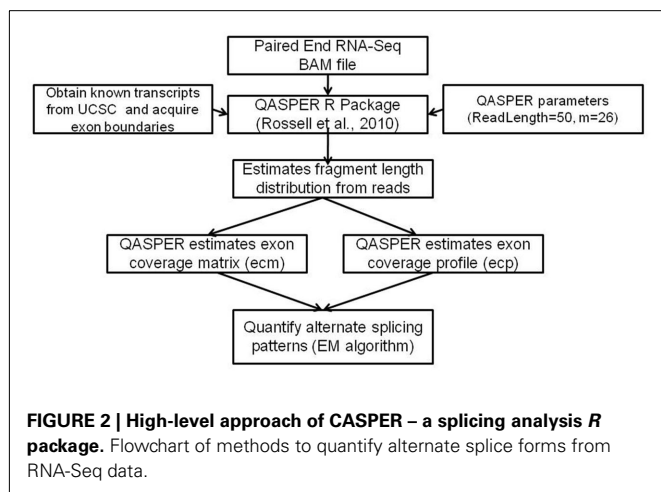 Paired End RNA-Seq
BAM file
Obtain known transcripts
from UCSC and acquire
exon boundaries
QASPER R Package
(Rossell et al., 2010)
QASPER parameters
(ReadLength=50, m=26)
Estimates fragment length
distribution from reads
QASPER estimates exon
coverage matrix (ecm)
QASPER estimates exon
coverage profile (ecp)
Quantify alternate splicing
patterns (EM algorithm)
FIGURE 2 | High-level approach of CASPER – a splicing analysis R
package. Flowchart of methods to quantify alternate splice forms from
RNA-Seq data.